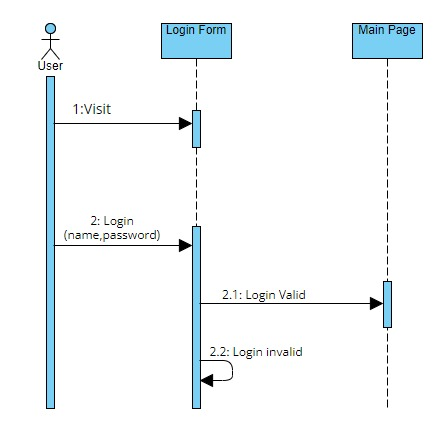 Login Form
Main Page
User
1:Visit
2: Login
(name,password)
2.1: Login Valid
2.2: Login invalid